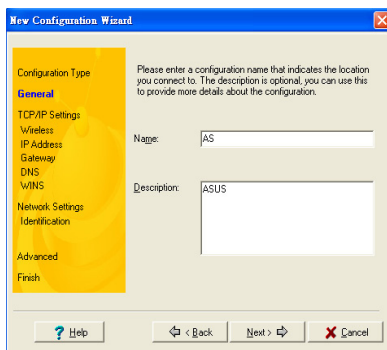 New Configuration Wizard
Configuration Type
General
TCP/IP Settings
Wireless
IP Address
Gateway
DNS
WINS
Network Settings
Identification
Advanced
Finish
Please enter a configuration name that indicates the location
you connect to. The description is optional, you can use this
to provide more details about the configuration.
Name:
AS
Description:
ASUS
? Help
< Back
Next >
Cancel